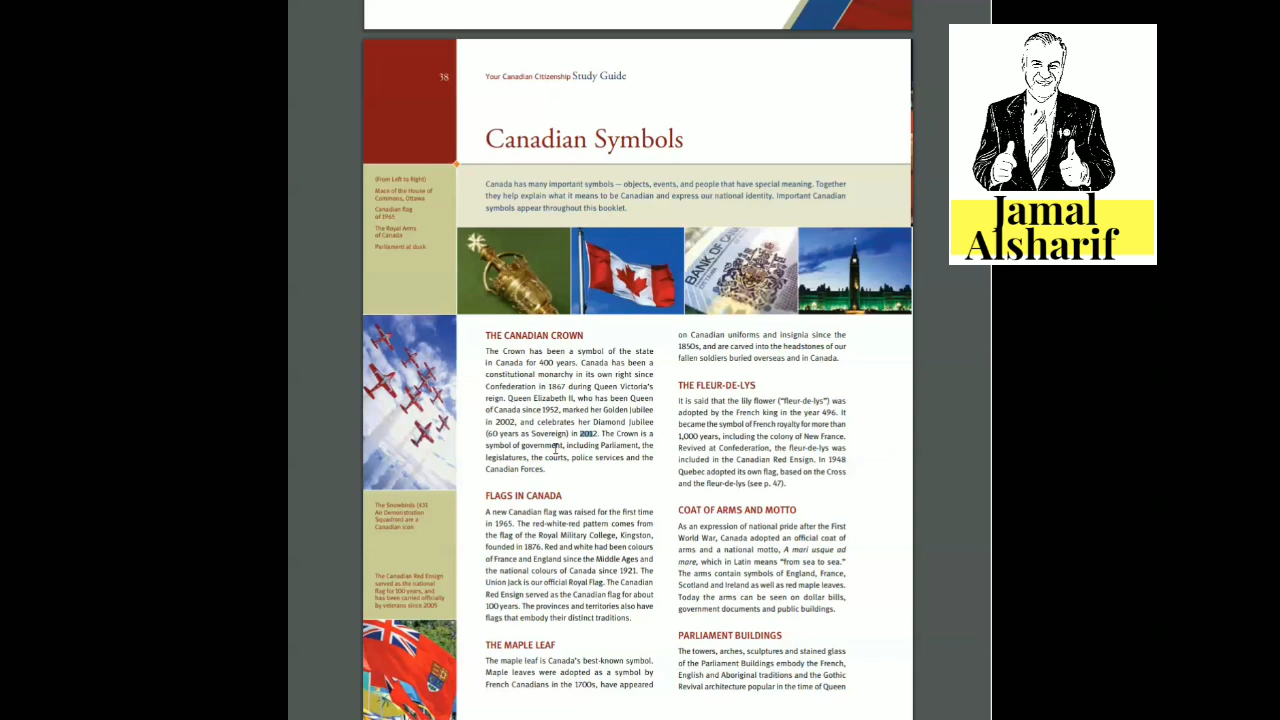 38
Your Canadian Citizenship Study Guide
Canadian Symbols
(From Left to Right)
Mace of the House of
Commons, Ottawa
Canadian flag
of 1965
The Royal Arms
of Canada
Parliament at dusk
Canada has many important symbols — objects, events, and people that have special meaning. Together
they help explain what it means to be Canadian and express our national identity. Important Canadian
symbols appear throughout this booklet.
BANK OF CAN
THE CANADIAN CROWN
The Crown has been a symbol of the state
in Canada for 400 years. Canada has been a
constitutional monarchy in its own right since
Confederation in 1867 during Queen Victoria's
reign. Queen Elizabeth II, who has been Queen
of Canada since 1952, marked her Golden Jubilee
in 2002, and celebrates her Diamond Jubilee
(60 years as Sovereign) in 2012. The Crown is a
symbol of government, including Parliament, the
legislatures, the courts, police services and the
Canadian Forces.
FLAGS IN CANADA
A new Canadian flag was raised for the first time
in 1965. The red-white-red pattern comes from
the flag of the Royal Military College, Kingston,
founded in 1876. Red and white had been colours
of France and England since the Middle Ages and
the national colours of Canada since 1921. The
Union Jack is our official Royal Flag. The Canadian
Red Ensign served as the Canadian flag for about
100 years. The provinces and territories also have
flags that embody their distinct traditions.
THE MAPLE LEAF
The maple leaf is Canada's best-known symbol.
Maple leaves were adopted as a symbol by
French Canadians in the 1700s, have appeared
on Canadian uniforms and insignia since the
1850s, and are carved into the headstones of our
fallen soldiers buried overseas and in Canada.
THE FLEUR-DE-LYS
It is said that the lily flower ("fleur-de-lys") was
adopted by the French king in the year 496. It
became the symbol of French royalty for more than
1,000 years, including the colony of New France.
Revived at Confederation, the fleur-de-lys was
included in the Canadian Red Ensign. In 1948
Quebec adopted its own flag, based on the Cross
and the fleur-de-lys (see p. 47).
COAT OF ARMS AND MOTTO
As an expression of national pride after the First
World War, Canada adopted an official coat of
arms and a national motto, A mari usque ad
mare, which in Latin means "from sea to sea."
The arms contain symbols of England, France,
Scotland and Ireland as well as red maple leaves.
Today the arms can be seen on dollar bills,
government documents and public buildings.
PARLIAMENT BUILDINGS
The towers, arches, sculptures and stained glass
of the Parliament Buildings embody the French,
English and Aboriginal traditions and the Gothic
Revival architecture popular in the time of Queen
The Snowbirds (431
Air Demonstration
Squadron) are a
Canadian icon
The Canadian Red Ensign
served as the national
flag for 100 years, and
has been carried officially
by veterans since 2005
Jamal
Alsharif